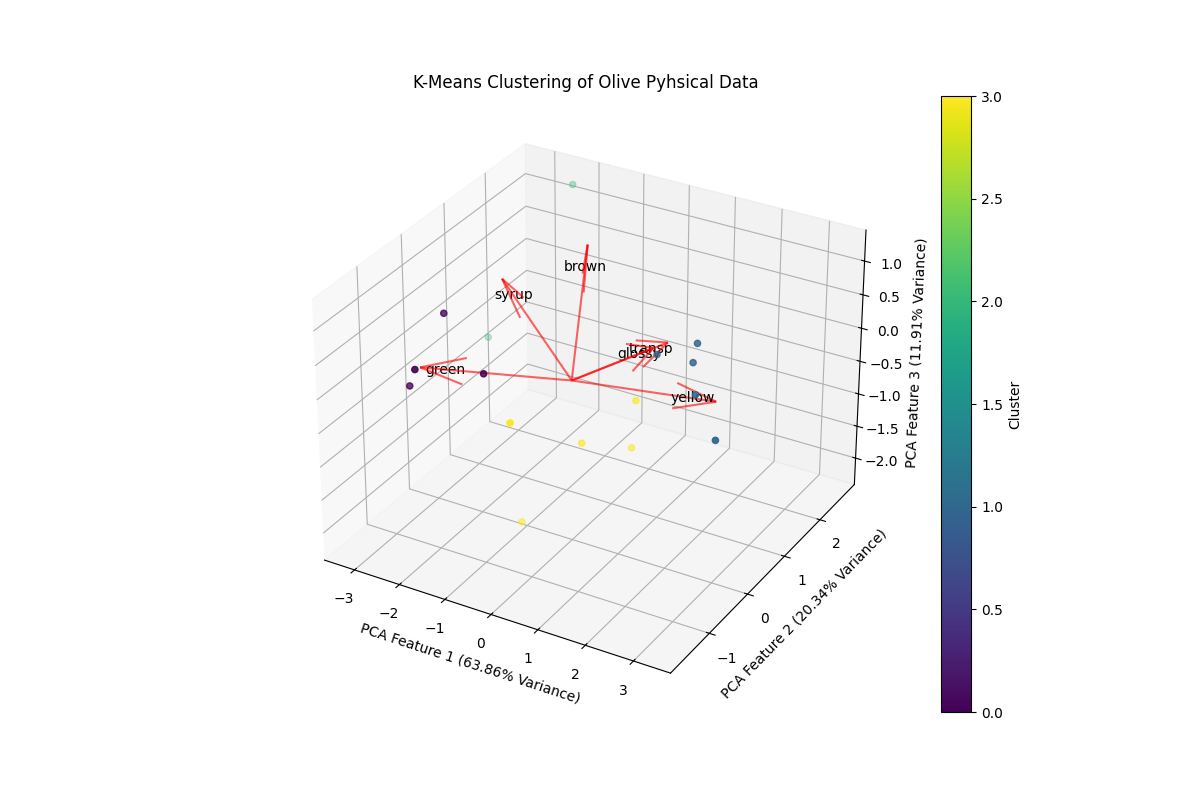 K-Means Clustering of Olive Pyhsical Data
brown
syrup
transp
glossy
green
yellow
−3
−2
−1
0
1
2
3
PCA Feature 1 (63.86% Variance)
−1
0
1
2
PCA Feature 2 (20.34% Variance)
1.0
0.5
0.0
−0.5
−1.0
−1.5
−2.0
PCA Feature 3 (11.91% Variance)
3.0
2.5
2.0
1.5
1.0
0.5
0.0
Cluster